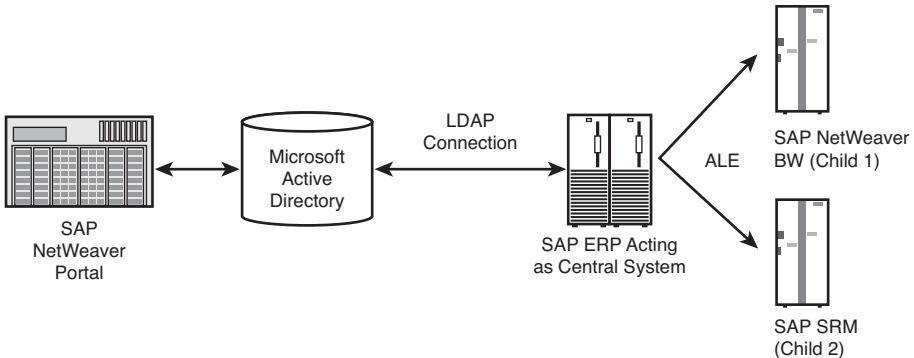 SAP
NetWeaver
Portal
Microsoft
Active
Directory
LDAP
Connection
SAP ERP Acting
as Central System
ALE
SAP NetWeaver
BW (Child 1)
SAP SRM
(Child 2)